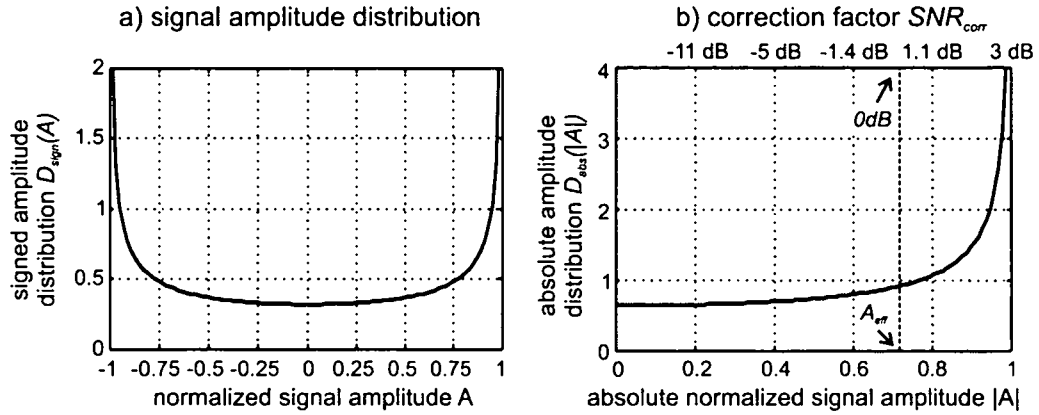 a) signal amplitude distribution
signed amplitude
distribution D_sign(A)
2
1.5
1
0.5
0
-1 -0.75 -0.5 -0.25 0 0.25 0.5 0.75 1
normalized signal amplitude A
b) correction factor SNR_corr
-11 dB -5 dB -1.4 dB 1.1 dB 3 dB
absolute amplitude
distribution D_abs(|A|)
4
3
2
1
0
0dB
A_eff
0 0.2 0.4 0.6 0.8 1
absolute normalized signal amplitude |A|